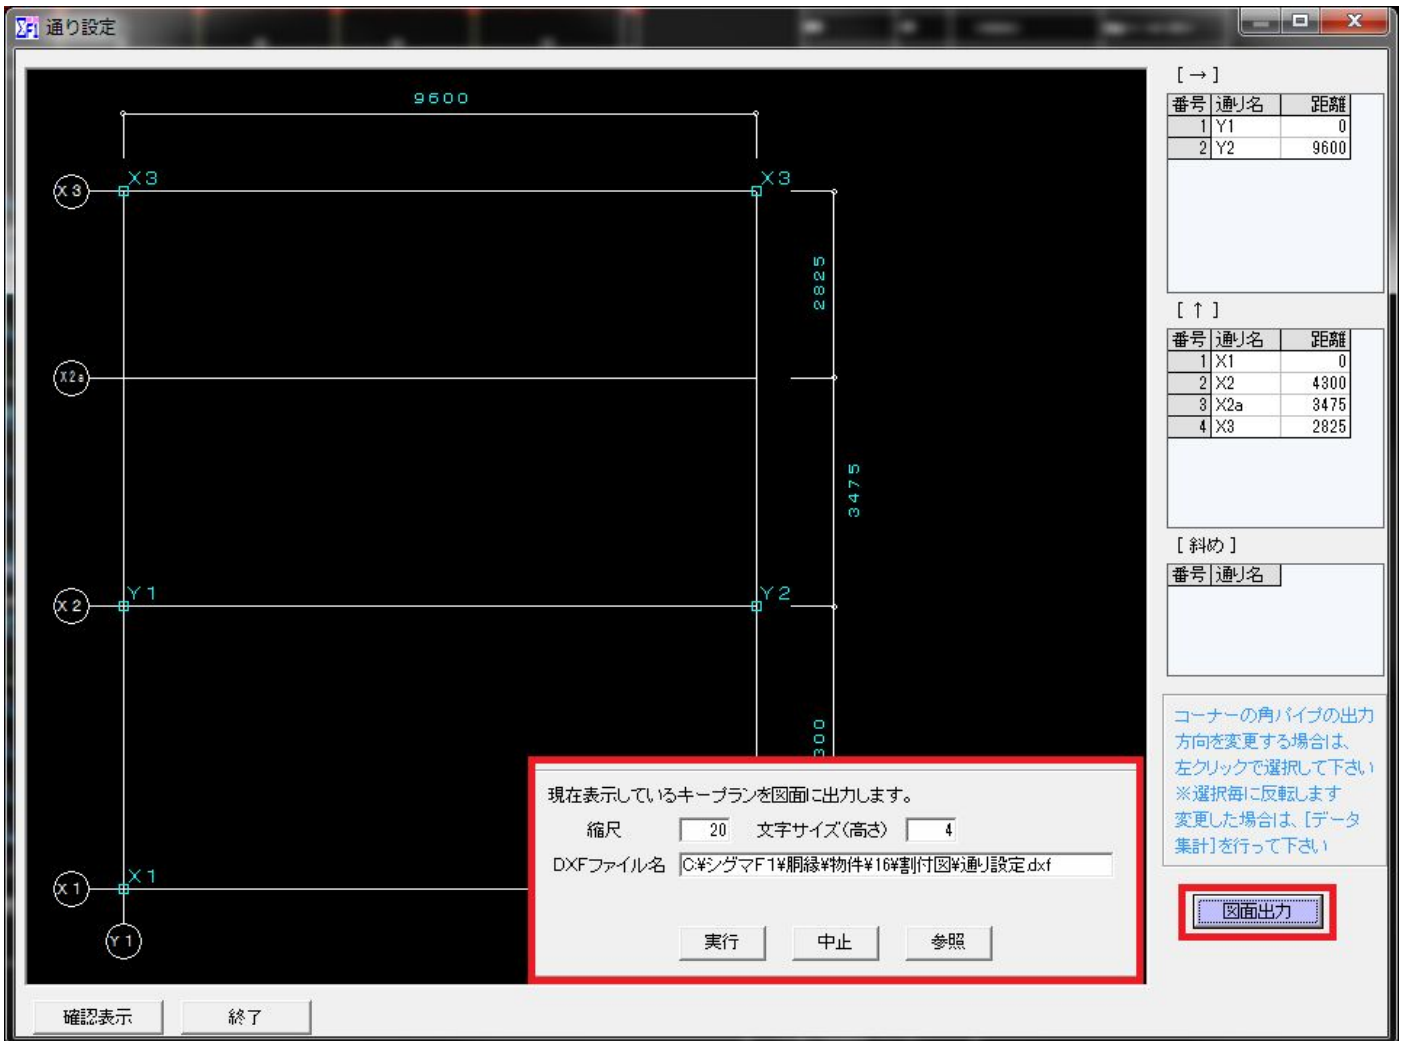 ΣF1 通り設定
9600
X3 X3 X3
2825
X2a
3475
X2 Y1 Y2
300
X1 X1
Y1
[→]
番号 通り名 距離
1 Y1 0
2 Y2 9600
[↑]
番号 通り名 距離
1 X1 0
2 X2 4300
3 X2a 3475
4 X3 2825
[斜め]
番号 通り名
コーナーの角パイプの出力
方向を変更する場合は、
左クリックで選択して下さい
※選択毎に反転します
変更した場合は、[データ
集計]を行って下さい
図面出力
現在表示しているキープランを図面に出力します。
縮尺 20 文字サイズ(高さ) 4
DXFファイル名 C:¥シグマF1¥胴縁¥物件¥16¥割付図¥通り設定.dxf
実行 中止 参照
確認表示 終了